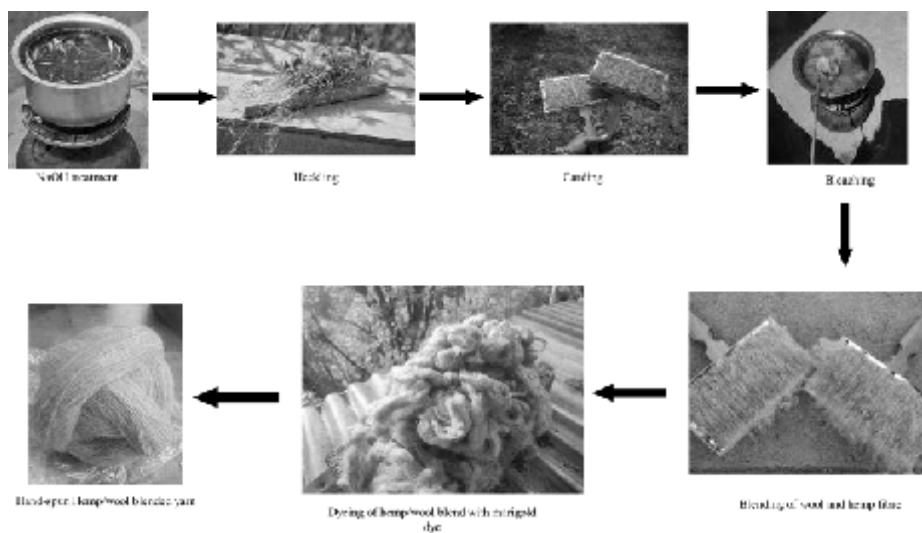 NaOH treatment
Heckling
Carding
Bleaching
Blending of wool and hemp fibre
Dyeing of hemp/wool blend with marigold
dye
Hand-spun Hemp/wool blended yarn